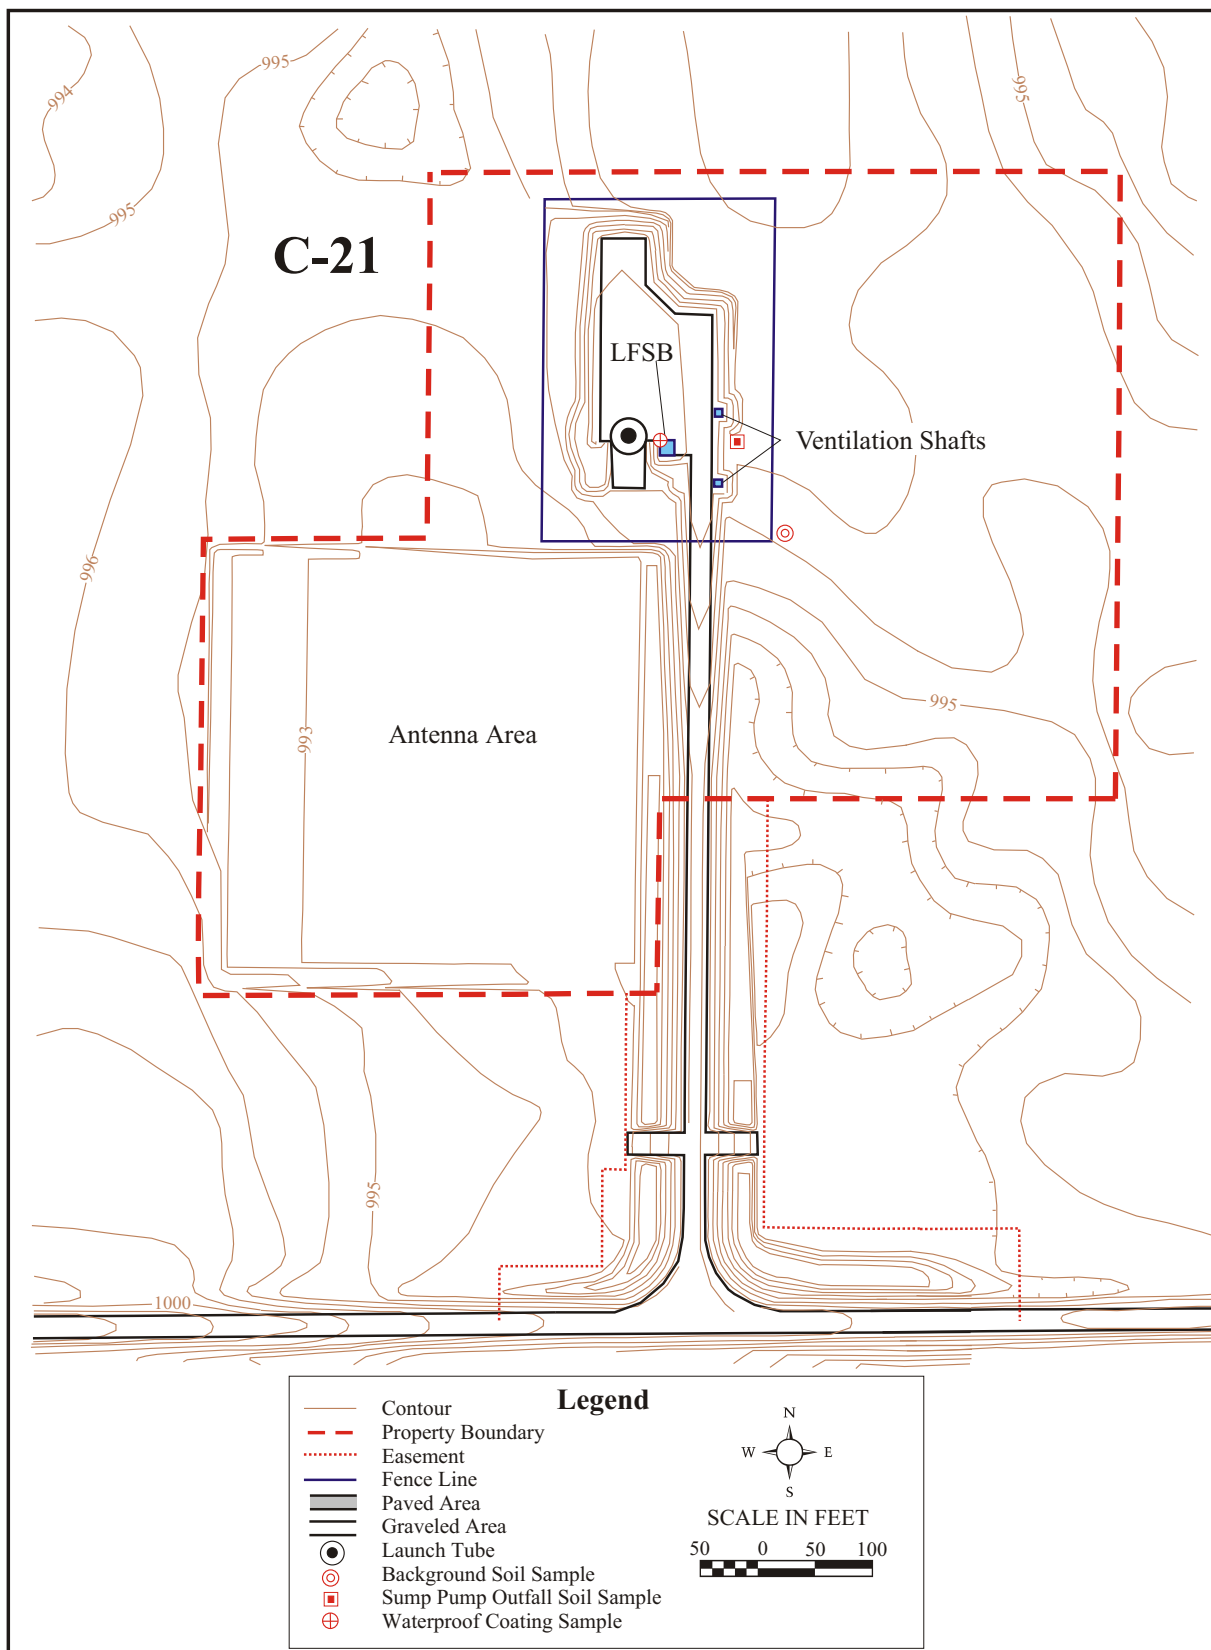 995
994
995
995
C-21
LFSB
Ventilation Shafts
996
995
993
Antenna Area
995
1000
Legend
Contour
Property Boundary
Easement
Fence Line
Paved Area
Graveled Area
Launch Tube
Background Soil Sample
Sump Pump Outfall Soil Sample
Waterproof Coating Sample
N
W E
S
SCALE IN FEET
50 0 50 100